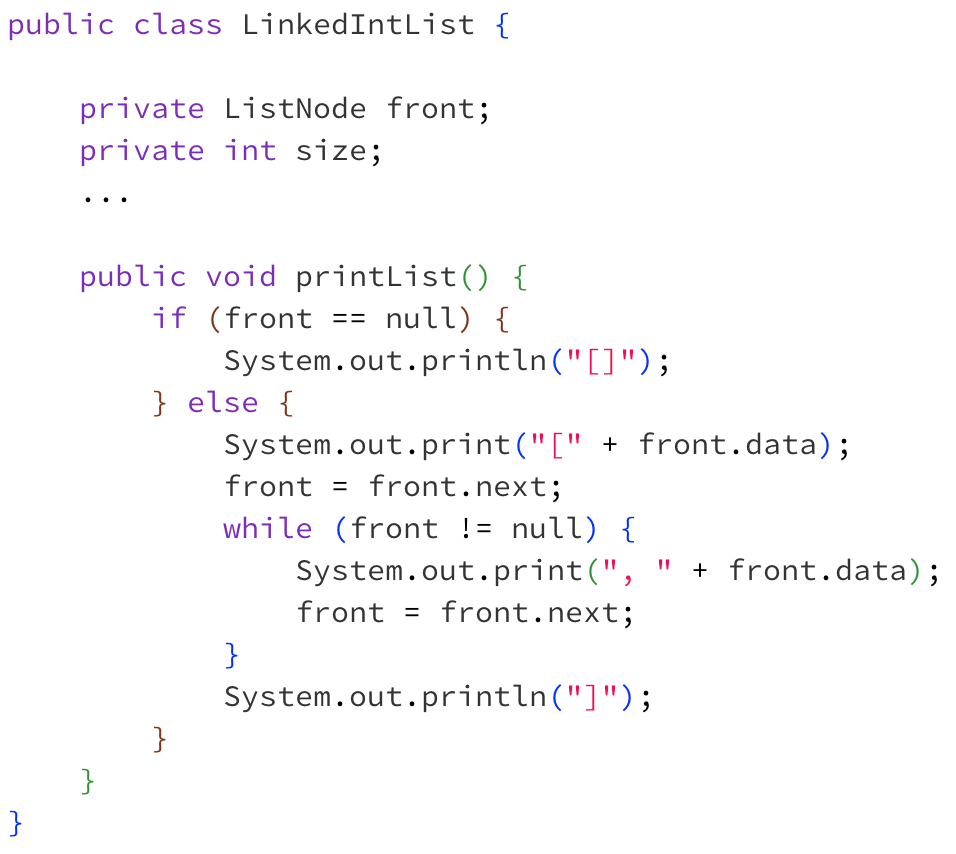 public class LinkedIntList {
    private ListNode front;
    private int size;
    ...
    public void printList() {
        if (front == null) {
            System.out.println("[]");
        } else {
            System.out.print("[" + front.data);
            front = front.next;
            while (front != null) {
                System.out.print(", " + front.data);
                front = front.next;
            }
            System.out.println("]");
        }
    }
}